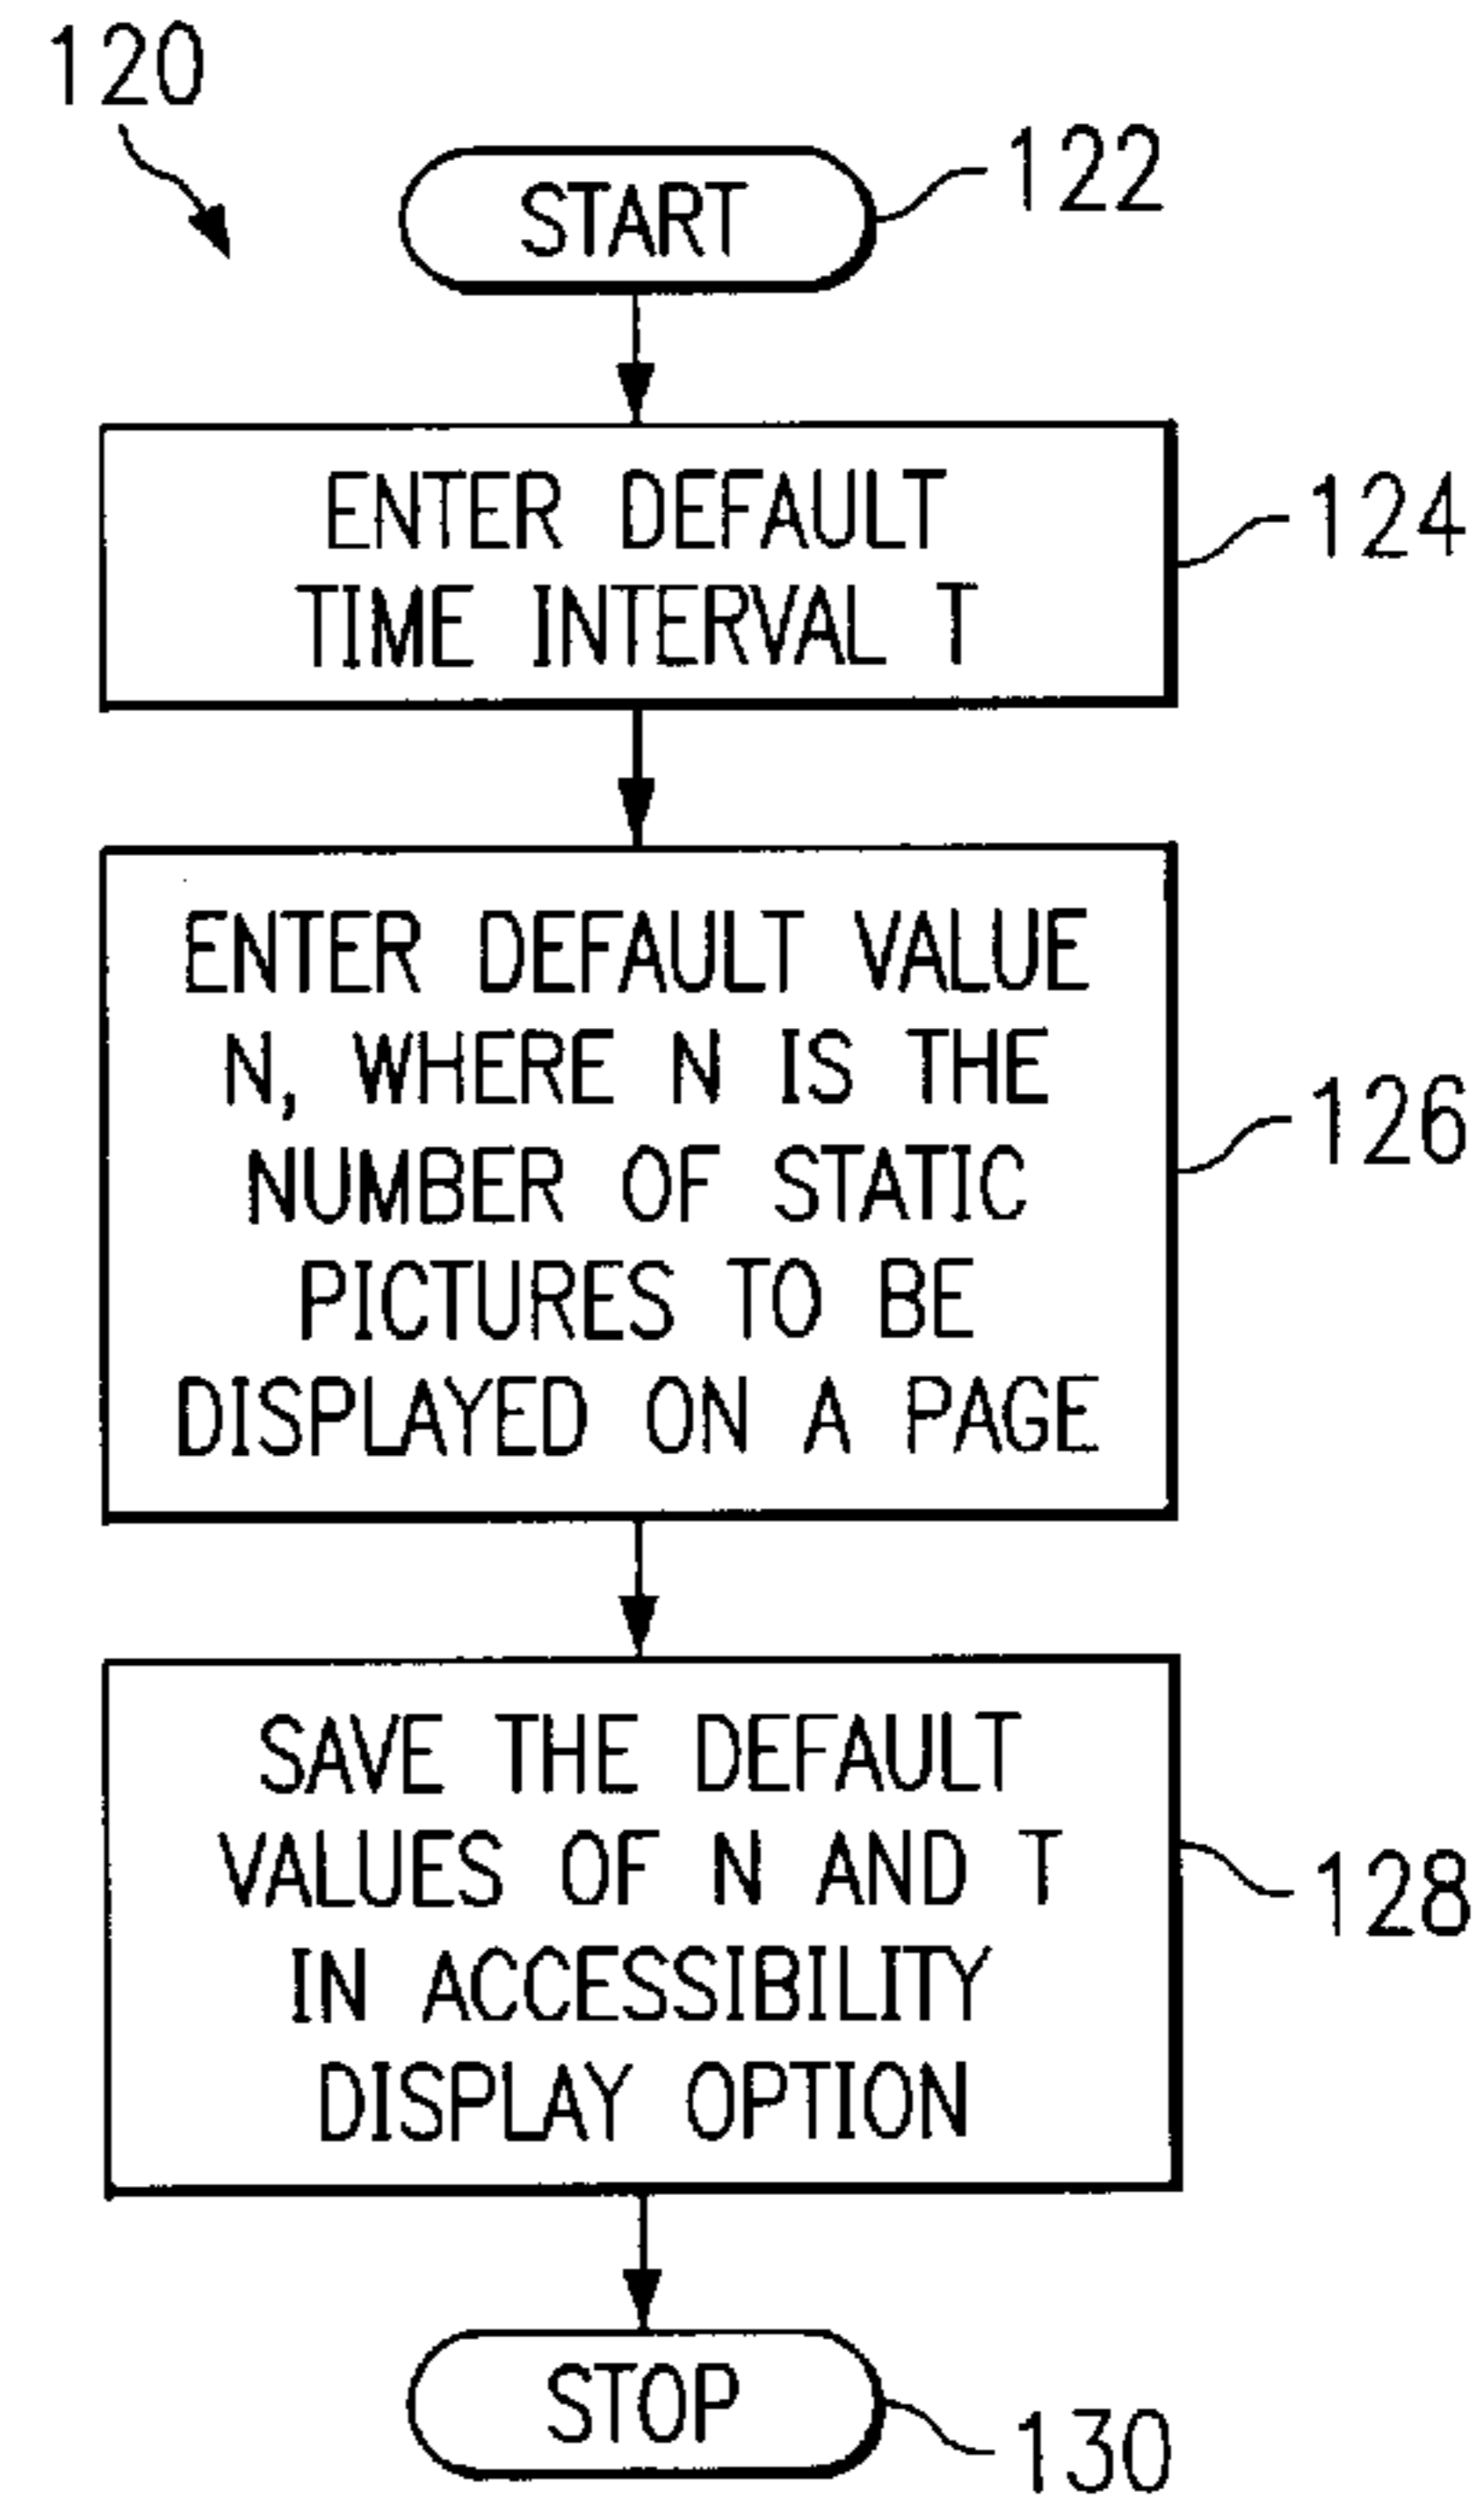 120
START
122
ENTER DEFAULT
TIME INTERVAL T
124
ENTER DEFAULT VALUE
N, WHERE N IS THE
NUMBER OF STATIC
PICTURES TO BE
DISPLAYED ON A PAGE
126
SAVE THE DEFAULT
VALUES OF N AND T
IN ACCESSIBILITY
DISPLAY OPTION
128
STOP
130